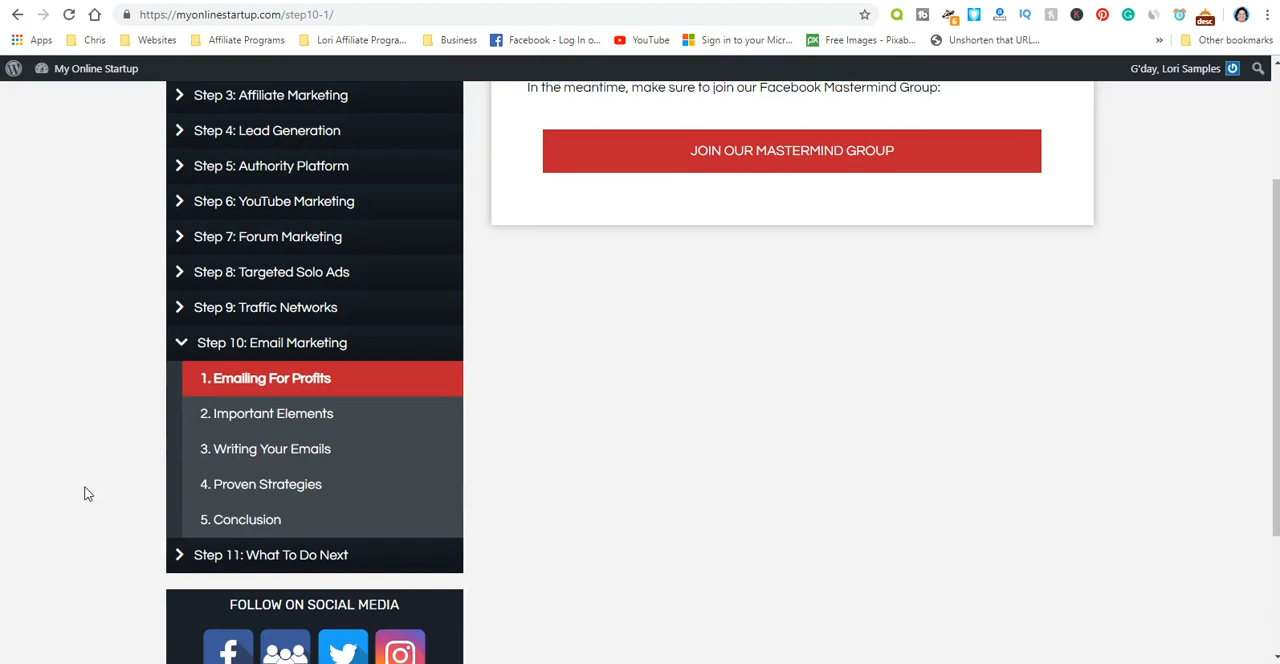 https://myonlinestartup.com/step10-1/
6
desc
Apps Chris Websites Affiliate Programs Lori Affiliate Progra... Business Facebook - Log In o... YouTube Sign in to your Micr... Free Images - Pixab... Unshorten that URL... » Other bookmarks
My Online Startup G'day, Lori Samples
Step 3: Affiliate Marketing
Step 4: Lead Generation
Step 5: Authority Platform
Step 6: YouTube Marketing
Step 7: Forum Marketing
Step 8: Targeted Solo Ads
Step 9: Traffic Networks
Step 10: Email Marketing
1. Emailing For Profits
2. Important Elements
3. Writing Your Emails
4. Proven Strategies
5. Conclusion
Step 11: What To Do Next
FOLLOW ON SOCIAL MEDIA
In the meantime, make sure to join our Facebook Mastermind Group:
JOIN OUR MASTERMIND GROUP